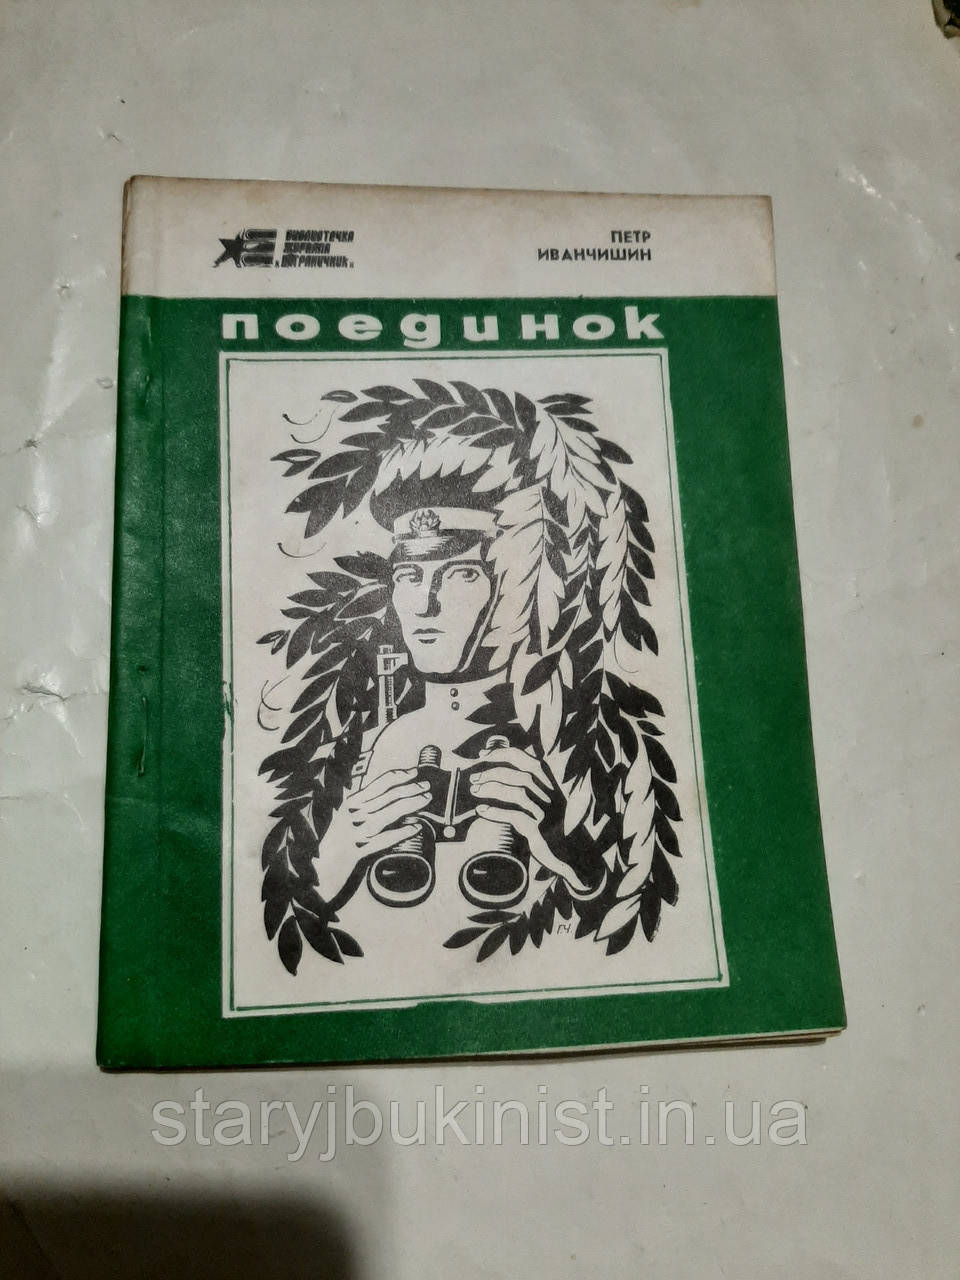 библиотечка
журнала
"пограничник"
ПЕТР
ИВАНЧИШИН
поединок
Г.Ч.
staryjbukinist.in.ua